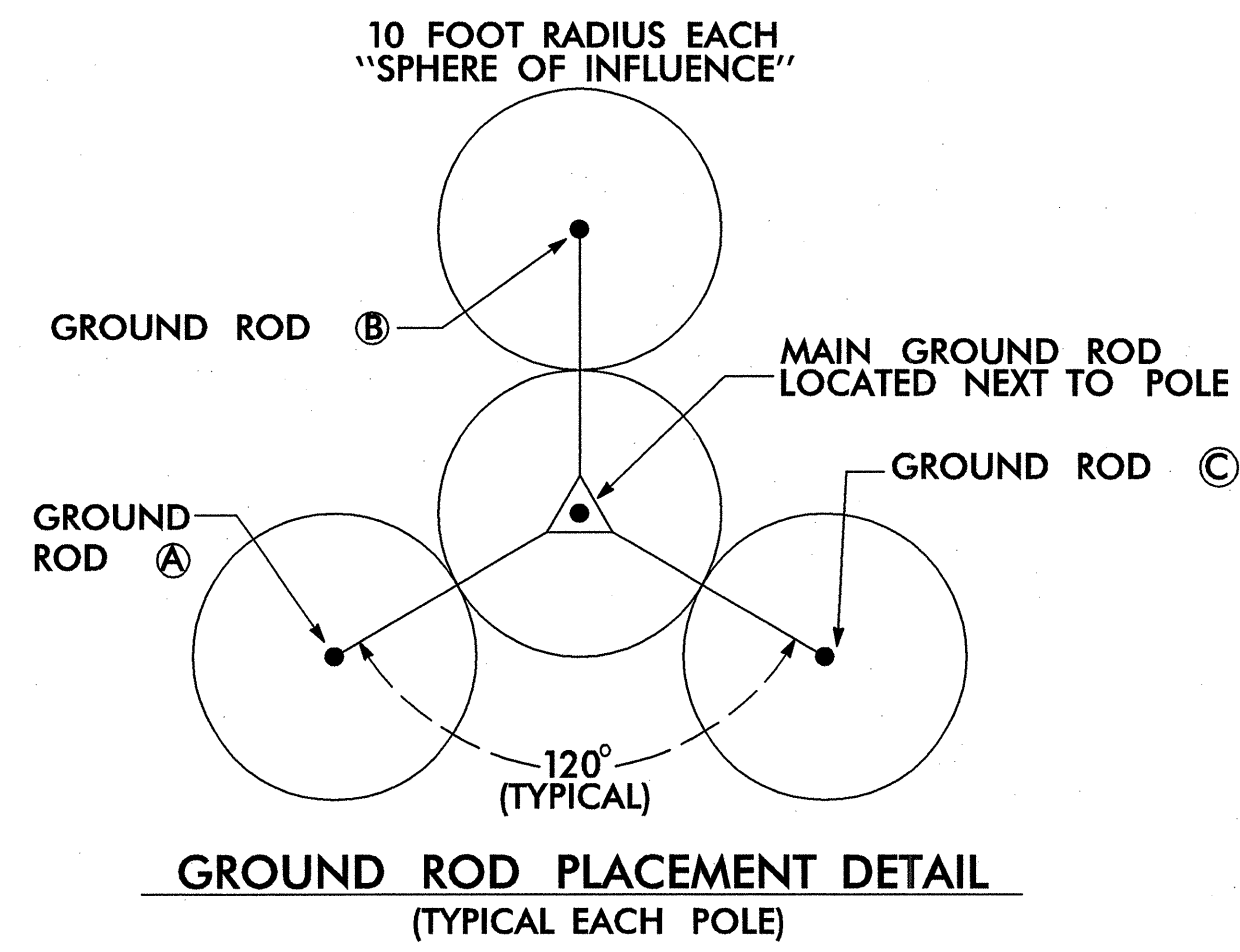 10 FOOT RADIUS EACH
"SPHERE OF INFLUENCE"
GROUND ROD B
MAIN GROUND ROD
LOCATED NEXT TO POLE
GROUND ROD C
GROUND
ROD A
120°
(TYPICAL)
GROUND ROD PLACEMENT DETAIL
(TYPICAL EACH POLE)